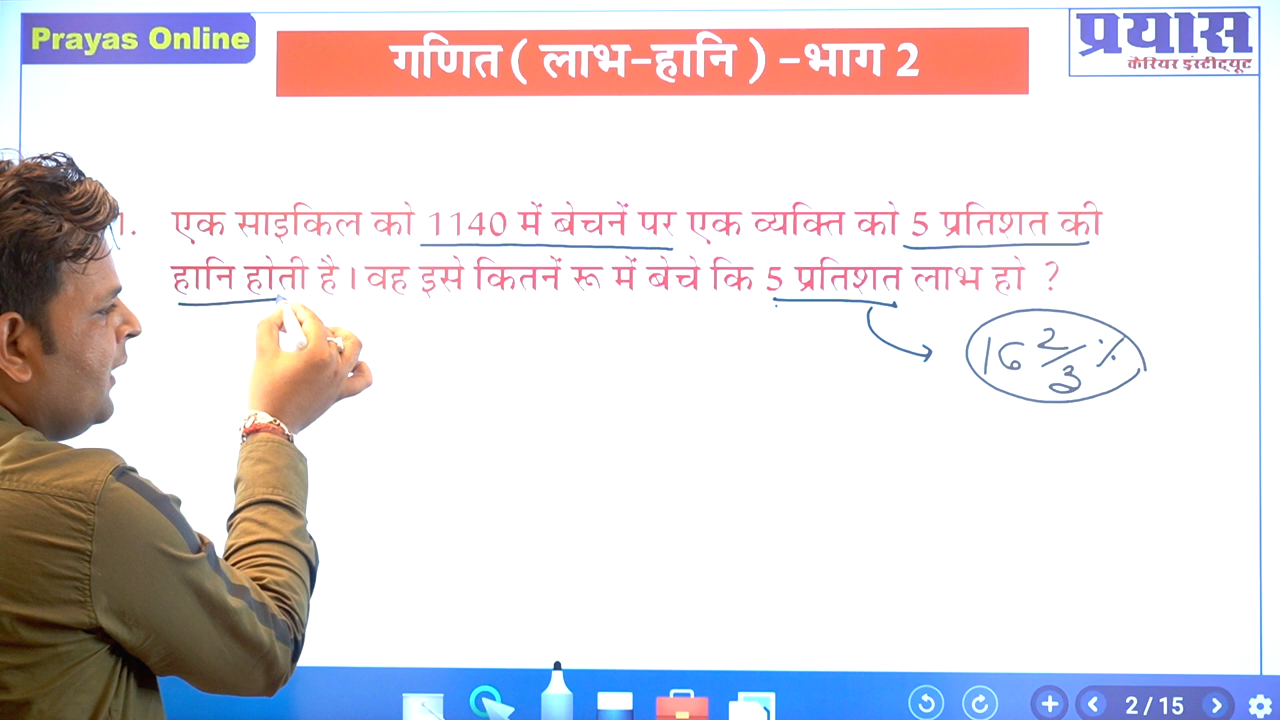 Prayas Online
गणित ( लाभ-हानि ) -भाग 2
प्रयास
केरियर इंस्टीट्यूट
1. एक साइकिल को 1140 में बेचनें पर एक व्यक्ति को 5 प्रतिशत की
हानि होती है। वह इसे कितनें रू में बेचे कि 5 प्रतिशत लाभ हो ?
16 2/3 %
2 / 15